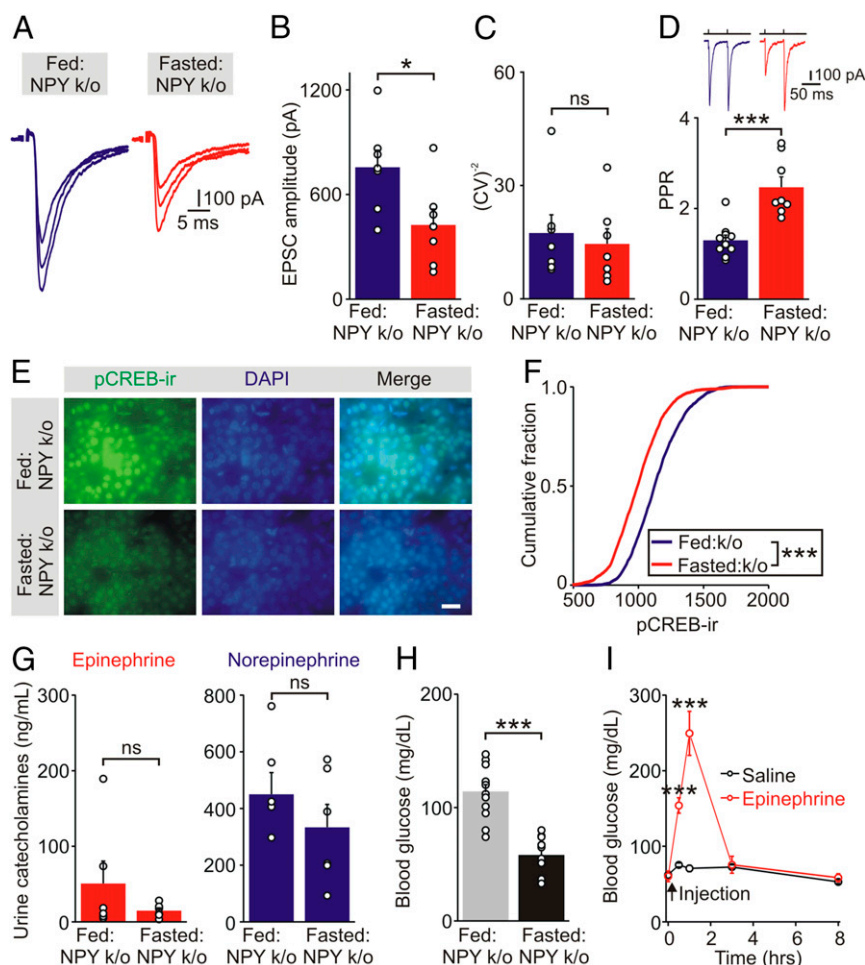 A
Fed:
NPY k/o
Fasted:
NPY k/o
100 pA
5 ms
B
EPSC amplitude (pA)
1200
600
0
*
Fed:
NPY k/o
Fasted:
NPY k/o
C
(CV)-2
60
30
0
ns
Fed:
NPY k/o
Fasted:
NPY k/o
D
100 pA
50 ms
PPR
4
2
0
***
Fed:
NPY k/o
Fasted:
NPY k/o
E
pCREB-ir
DAPI
Merge
Fed:
NPY k/o
Fasted:
NPY k/o
F
Cumulative fraction
1.0
0.5
0
Fed:k/o
Fasted:k/o
***
500
1000
1500
2000
pCREB-ir
G
Epinephrine
Norepinephrine
Urine catecholamines (ng/mL)
300
200
100
0
ns
Fed:
NPY k/o
Fasted:
NPY k/o
800
600
400
200
0
ns
Fed:
NPY k/o
Fasted:
NPY k/o
H
Blood glucose (mg/dL)
200
100
0
***
Fed:
NPY k/o
Fasted:
NPY k/o
I
Blood glucose (mg/dL)
300
200
100
0
***
***
Saline
Epinephrine
Injection
0
2
4
6
8
Time (hrs)